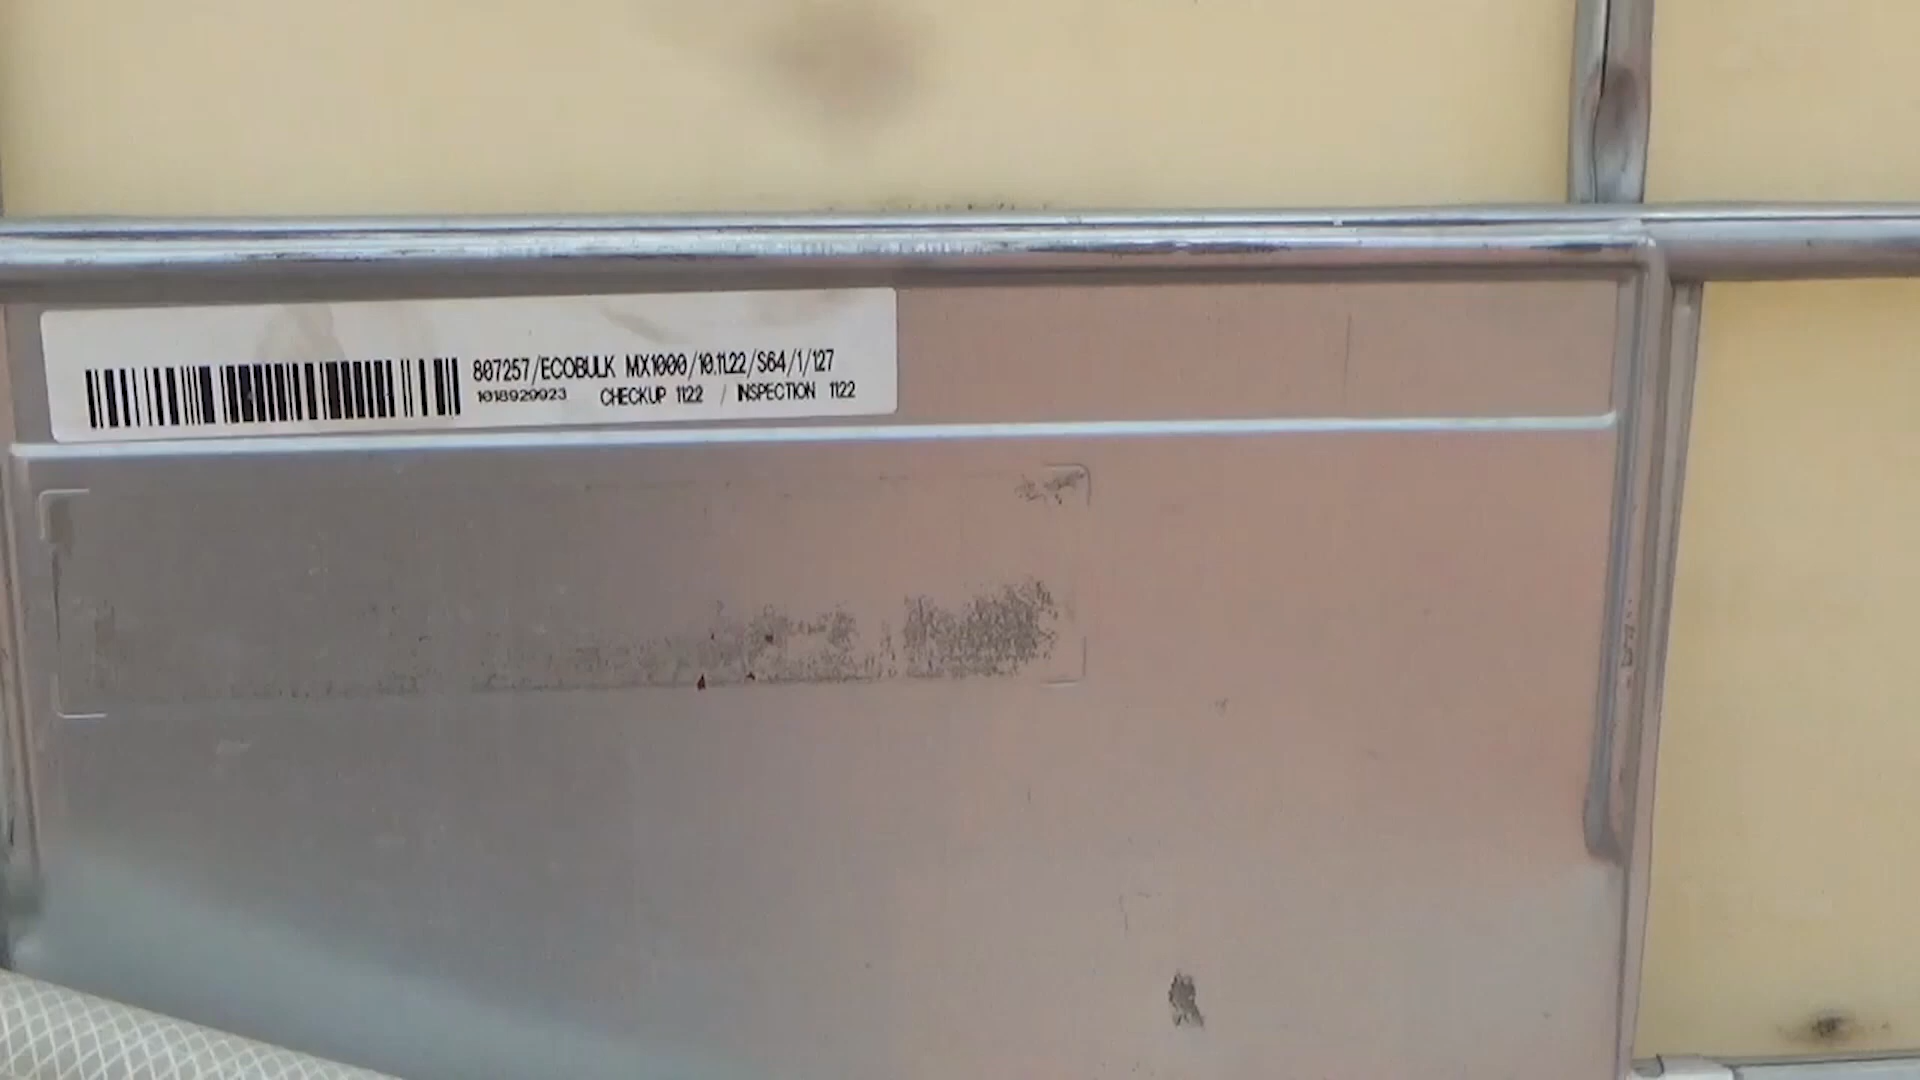 807257/ECOBULK MX1000/10.11.22/S64/1/127
1018929923 CHECKUP 1122 / INSPECTION 1122